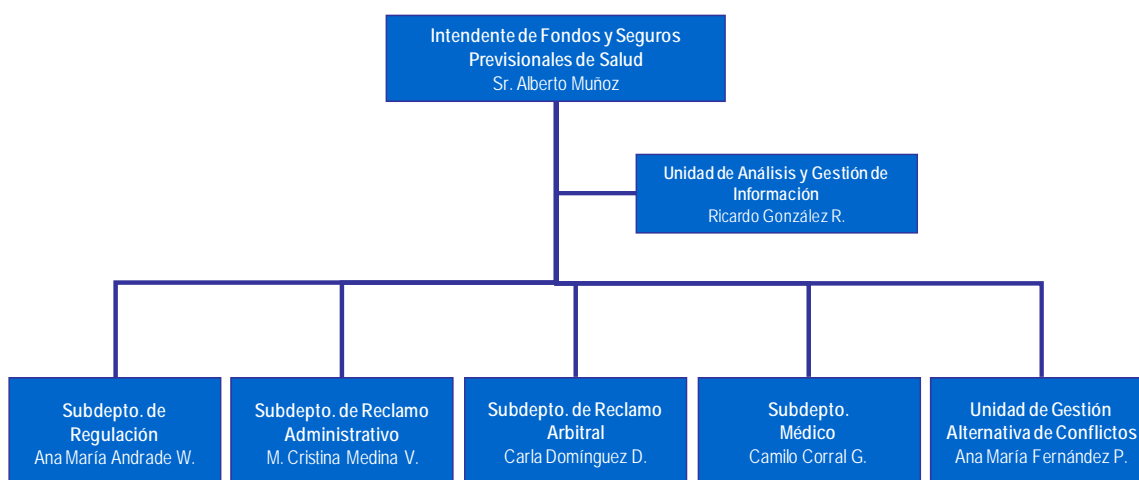 Intendente de Fondos y Seguros
Previsionales de Salud
Sr. Alberto Muñoz
Unidad de Análisis y Gestión de
Información
Ricardo González R.
Subdepto. de
Regulación
Ana María Andrade W.
Subdepto. de Reclamo
Administrativo
M. Cristina Medina V.
Subdepto. de Reclamo
Arbitral
Carla Domínguez D.
Subdepto.
Médico
Camilo Corral G.
Unidad de Gestión
Alternativa de Conflictos
Ana María Fernández P.